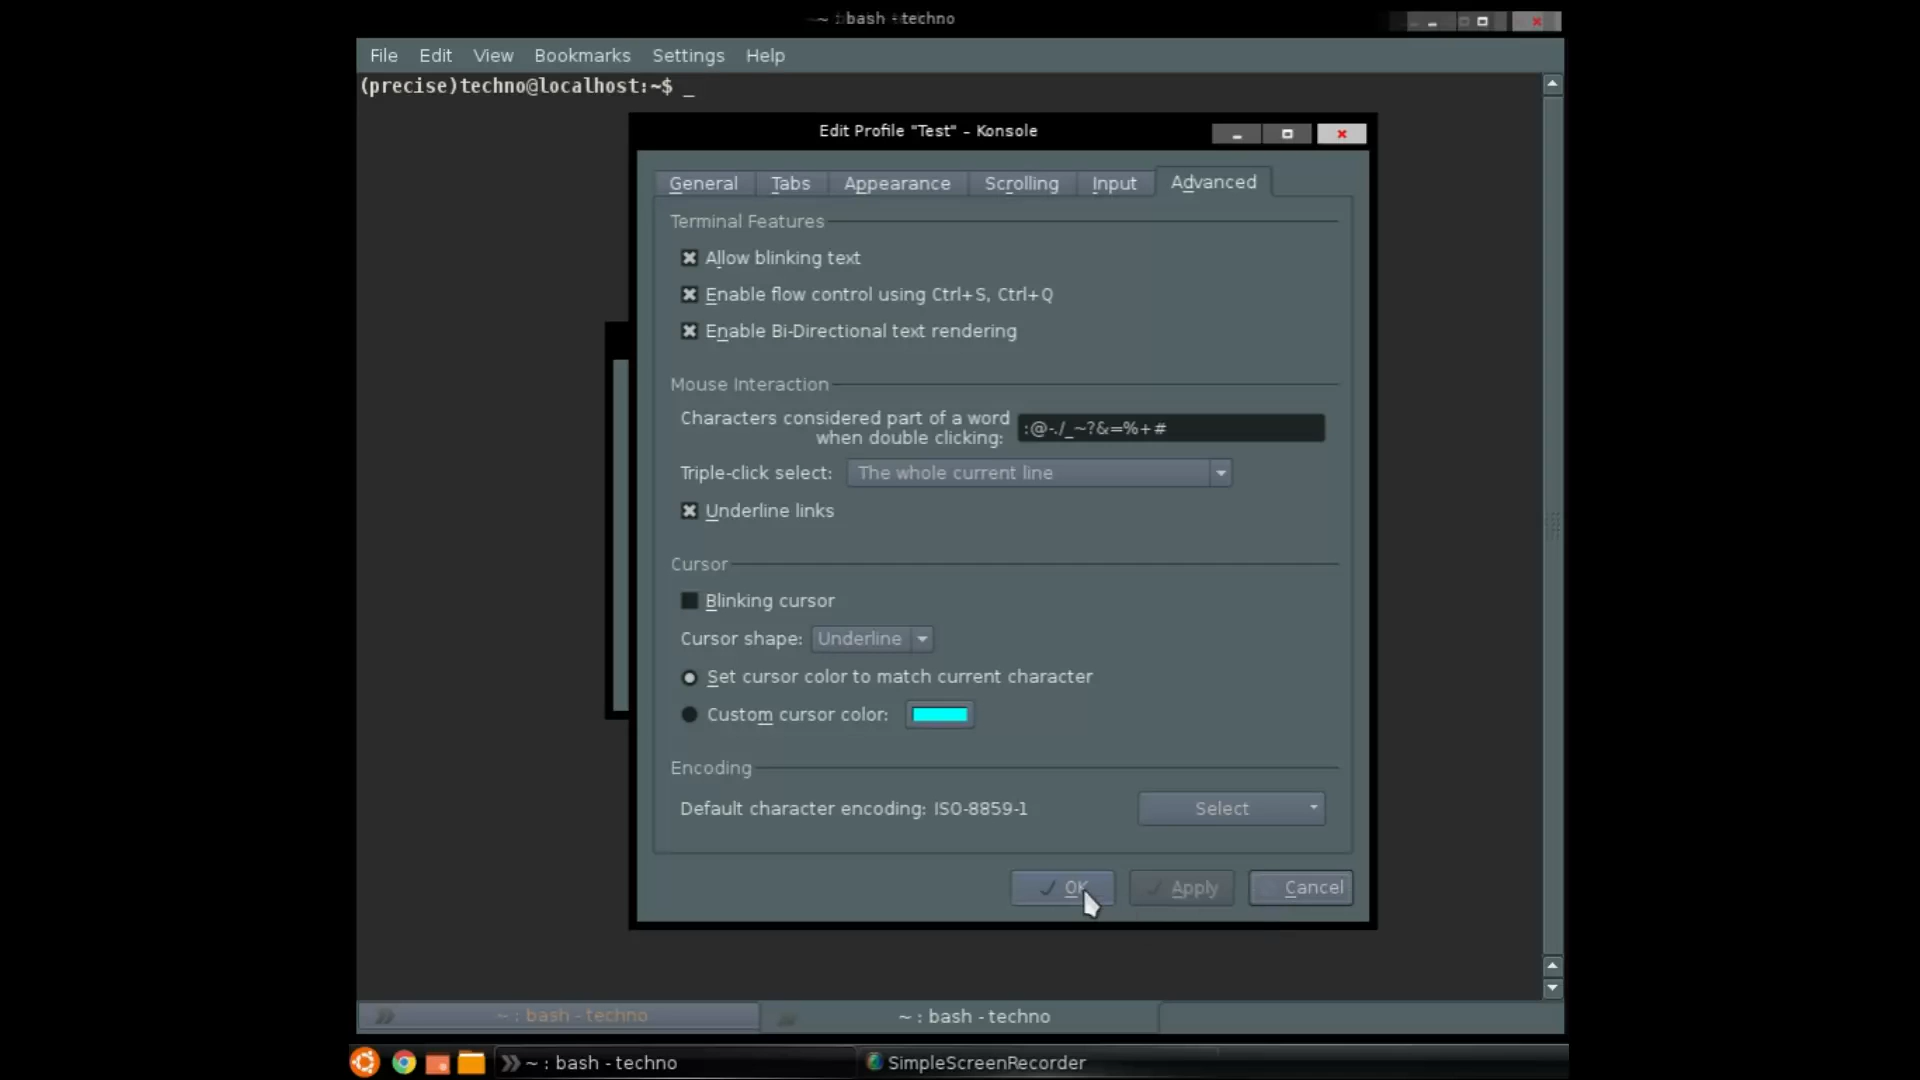 ~ : bash - techno
File Edit View Bookmarks Settings Help
(precise)techno@localhost:~$ _
Edit Profile "Test" – Konsole
General Tabs Appearance Scrolling Input Advanced
Terminal Features
Allow blinking text
Enable flow control using Ctrl+S, Ctrl+Q
Enable Bi-Directional text rendering
Mouse Interaction
Characters considered part of a word
when double clicking: :@-./_~?&=%+#
Triple-click select: The whole current line
Underline links
Cursor
Blinking cursor
Cursor shape: Underline
Set cursor color to match current character
Custom cursor color:
Encoding
Default character encoding: ISO-8859-1 Select
OK Apply Cancel
~ : bash - techno ~ : bash - techno
~ : bash - techno SimpleScreenRecorder